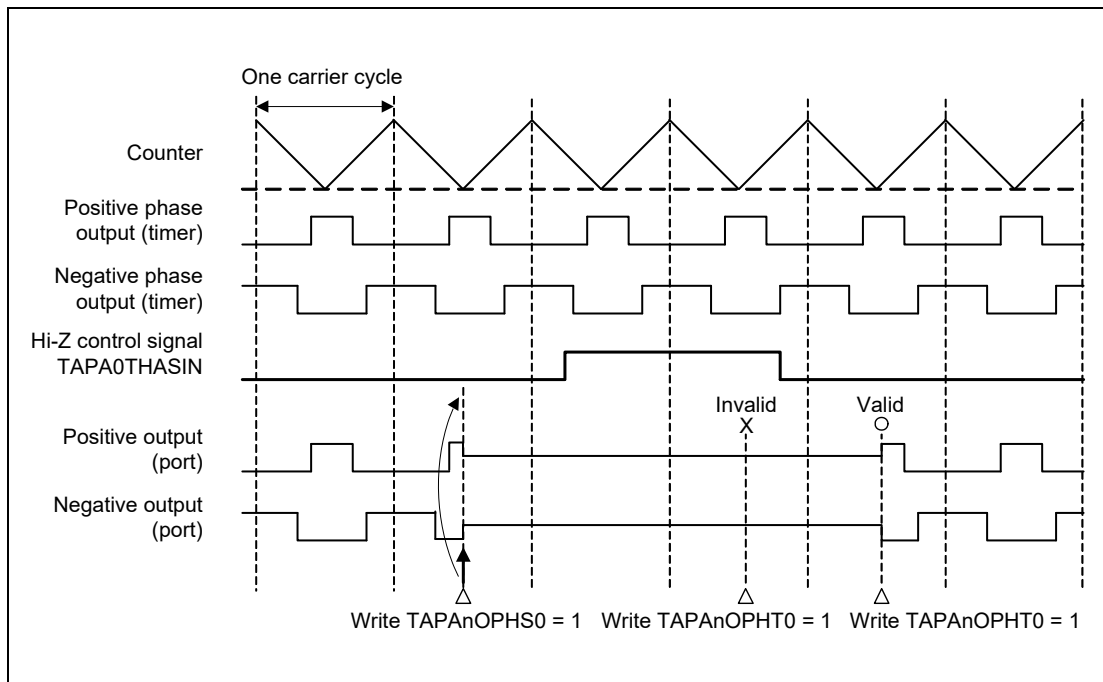 One carrier cycle
Counter
Positive phase
output (timer)
Negative phase
output (timer)
Hi-Z control signal
TAPA0THASIN
Invalid
X
Valid
Positive output
(port)
Negative output
(port)
Write TAPAnOPHS0 = 1
Write TAPAnOPHT0 = 1
Write TAPAnOPHT0 = 1